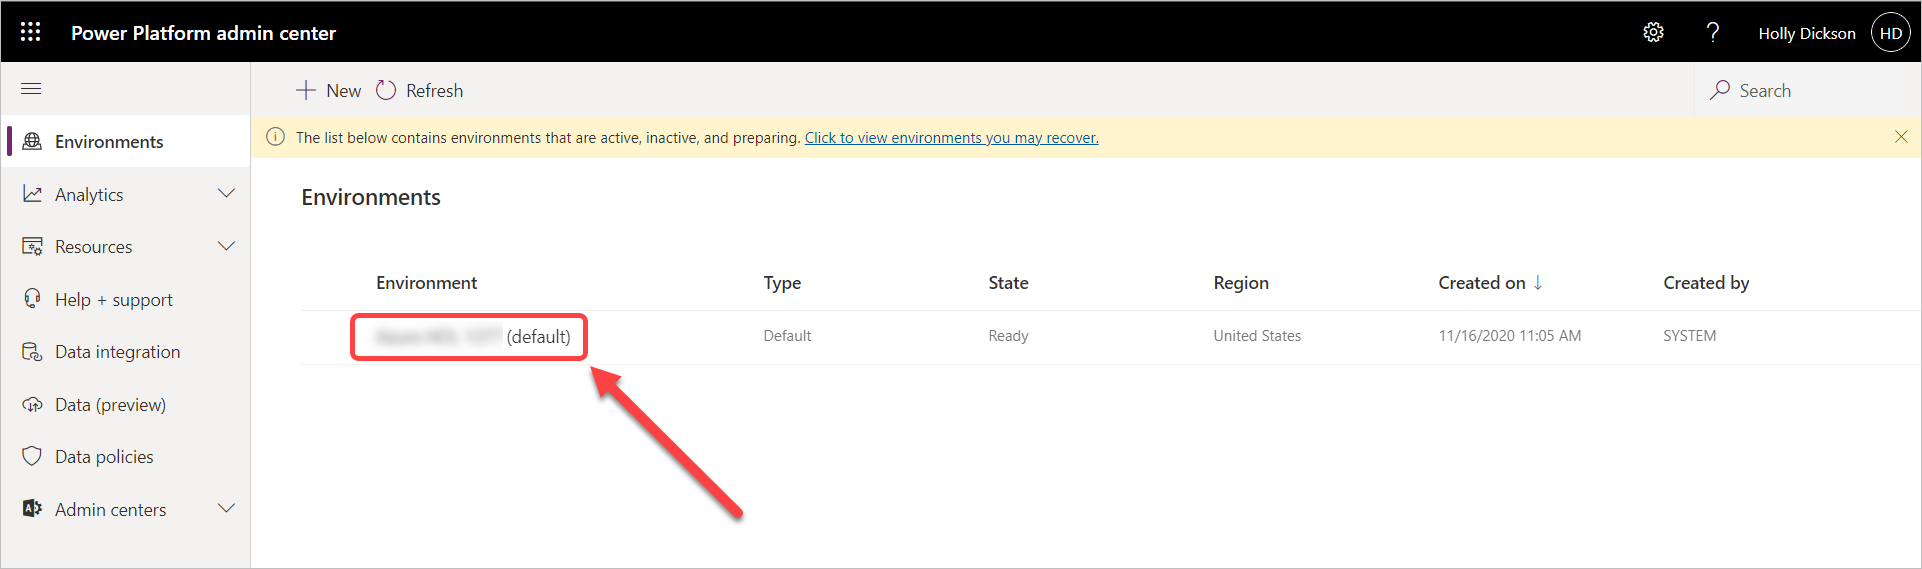 Power Platform admin center
Holly Dickson HD
New Refresh Search
Environments
The list below contains environments that are active, inactive, and preparing. Click to view environments you may recover.
Analytics
Environments
Resources
Environment Type State Region Created on ↓ Created by
Help + support
(default) Default Ready United States 11/16/2020 11:05 AM SYSTEM
Data integration
Data (preview)
Data policies
Admin centers